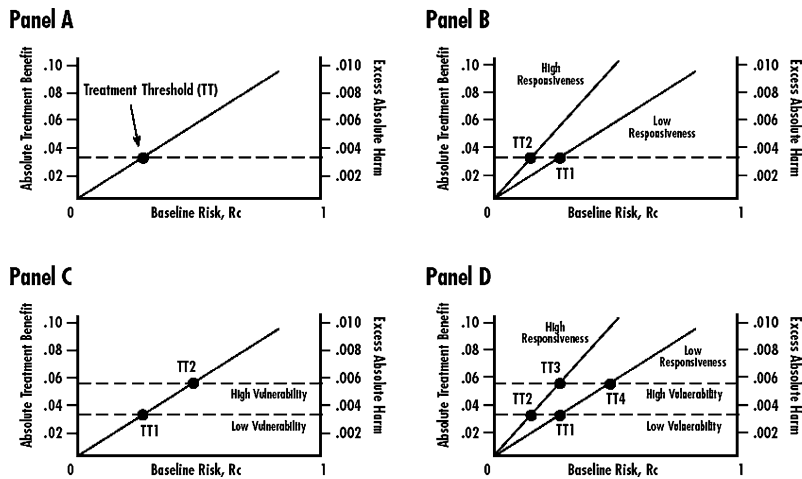 Panel A
Absolute Treatment Benefit
.10
.08
.06
.04
.02
Treatment Threshold (TT)
.010
.008
.006
.004
.002
Excess Absolute Harm
0
Baseline Risk, Rc
1
Panel B
Absolute Treatment Benefit
.10
.08
.06
.04
.02
High
Responsiveness
Low
Responsiveness
TT2
TT1
.010
.008
.006
.004
.002
Excess Absolute Harm
0
Baseline Risk, Rc
1
Panel C
Absolute Treatment Benefit
.10
.08
.06
.04
.02
TT2
High Vulnerability
TT1
Low Vulnerability
.010
.008
.006
.004
.002
Excess Absolute Harm
0
Baseline Risk, Rc
1
Panel D
Absolute Treatment Benefit
.10
.08
.06
.04
.02
High
Responsiveness
Low
Responsiveness
TT3
TT2
TT4
High Vulnerability
TT1
Low Vulnerability
.010
.008
.006
.004
.002
Excess Absolute Harm
0
Baseline Risk, Rc
1